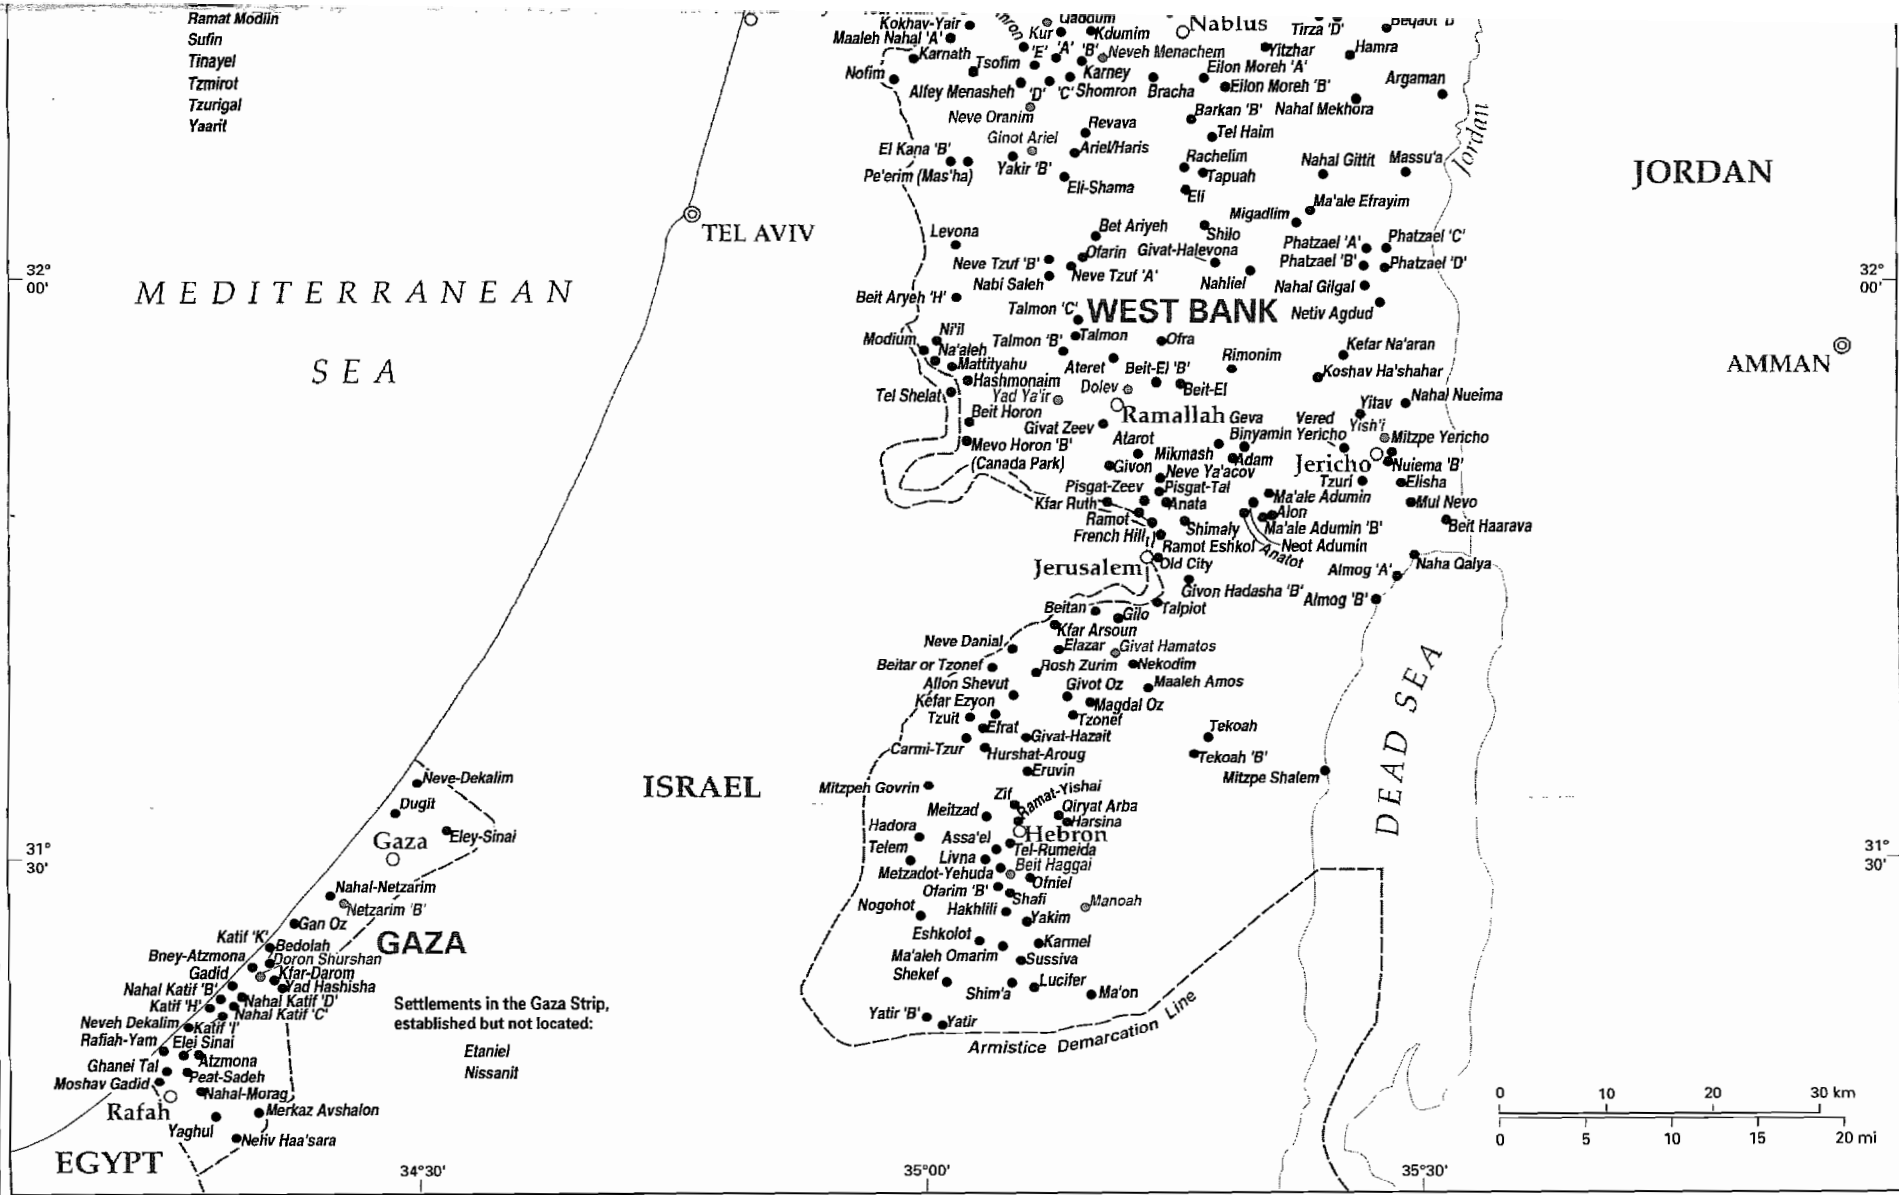 Ramat Modlin
Sufin
Tinayel
Tzmirot
Tzurigal
Yaarit
Kokhav-Yair
Maaleh Nahal 'A'
Karnath
Nofim
Tsofim
Alfey Menasheh
Kur
Qaddum
Kdumim
'E'
'A'
'B'
'D'
'C'
Neveh Menachem
Karney
Shomron
Bracha
Neve Oranim
Nablus
Tirza 'D'
Beqaot 'D'
Yitzhar
Hamra
Eilon Moreh 'A'
Eilon Moreh 'B'
Argaman
Nahal Mekhora
Barkan 'B'
Tel Haim
Jordan
JORDAN
Ginot Ariel
Revava
Ariel/Haris
El Kana 'B'
Pe'erim (Mas'ha)
Yakir 'B'
Eli-Shama
Rachelim
Tapuah
Eli
Nahal Gittit
Massu'a
Ma'ale Efrayim
Migadlim
TEL AVIV
Levona
Bet Ariyeh
Shilo
Ofarin
Givat-Halevona
Phatzael 'A'
Phatzael 'C'
Phatzael 'B'
Phatzael 'D'
Neve Tzuf 'B'
Neve Tzuf 'A'
Nabi Saleh
Nahliel
Nahal Gilgal
Netiv Agdud
32°
00'
32°
00'
MEDITERRANEAN
SEA
Beit Aryeh 'H'
Talmon 'C'
WEST BANK
Ni'il
Modium
Na'aleh
Talmon 'B'
Talmon
Ofra
Kefar Na'aran
AMMAN
Mattityahu
Ateret
Beit-El 'B'
Rimonim
Koshav Ha'shahar
Hashmonaim
Tel Shelat
Yad Ya'ir
Dolev
Beit-El
Yitav
Nahal Nueima
Beit Horon
Givat Zeev
Ramallah
Geva
Binyamin
Vered
Yericho
Yish'i
Mitzpe Yericho
Mevo Horon 'B'
(Canada Park)
Atarot
Mikmash
Adam
Jericho
Nuiema 'B'
Givon
Neve Ya'acov
Tzuri
Elisha
Pisgat-Zeev
Pisgat-Tal
Ma'ale Adumin
Mul Nevo
Kfar Ruth
Anata
Alon
Beit Haarava
Ramot
Shimaly
Ma'ale Adumin 'B'
French Hill
Ramot Eshkol
Anatot
Neot Adumin
Jerusalem
Old City
Almog 'A'
Naha Qalya
Givon Hadasha 'B'
Almog 'B'
Beitan
Gilo
Talpiot
Kfar Arsoun
Neve Danial
Elazar
Givat Hamatos
Beitar or Tzonef
Rosh Zurim
Nekodim
Allon Shevut
Givot Oz
Maaleh Amos
Kefar Ezyon
Magdal Oz
Tzuit
Efrat
Tzonef
Tekoah
Carmi-Tzur
Givat-Hazait
Hurshat-Aroug
Tekoah 'B'
Eruvin
Mitzpe Shalem
DEAD SEA
ISRAEL
Mitzpeh Govrin
Zif
Ramat-Yishai
Meitzad
Qiryat Arba
Harsina
Hadora
Assa'el
Hebron
Telem
Livna
Tel-Rumeida
Metzadot-Yehuda
Beit Haggai
Ofarim 'B'
Ofniel
Shafi
Manoah
Nogohot
Hakhlili
Yakim
Eshkolot
Karmel
Ma'aleh Omarim
Sussiva
Shekef
Shim'a
Lucifer
Ma'on
Yatir 'B'
Yatir
Armistice Demarcation Line
31°
30'
31°
30'
Neve-Dekalim
Dugit
Gaza
Eley-Sinai
Nahal-Netzarim
Netzarim 'B'
Gan Oz
GAZA
Katif 'K'
Bedolah
Bney-Atzmona
Doron Shurshan
Gadid
Kfar-Darom
Yad Hashisha
Nahal Katif 'B'
Nahal Katif 'D'
Katif 'H'
Nahal Katif 'C'
Neveh Dekalim
Katif 'I'
Rafiah-Yam
Elei Sinai
Ghanei Tal
Atzmona
Moshav Gadid
Peat-Sadeh
Nahal-Morag
Rafah
Merkaz Avshalon
Yaghul
EGYPT
Settlements in the Gaza Strip,
established but not located:
Etaniel
Nissanit
34°30'
35°00'
35°30'
0 10 20 30 km
0 5 10 15 20 mi